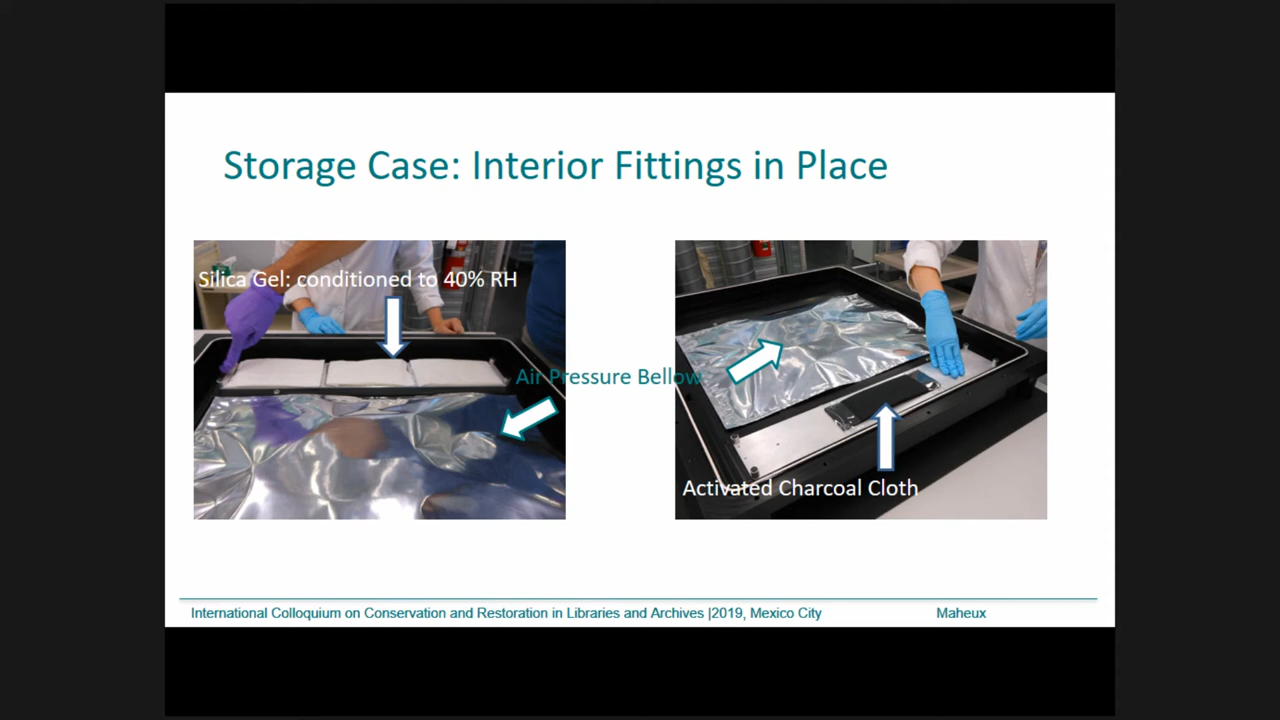 Storage Case: Interior Fittings in Place
Silica Gel: conditioned to 40% RH
Air Pressure Bellow
Activated Charcoal Cloth
International Colloquium on Conservation and Restoration in Libraries and Archives |2019, Mexico City
Maheux